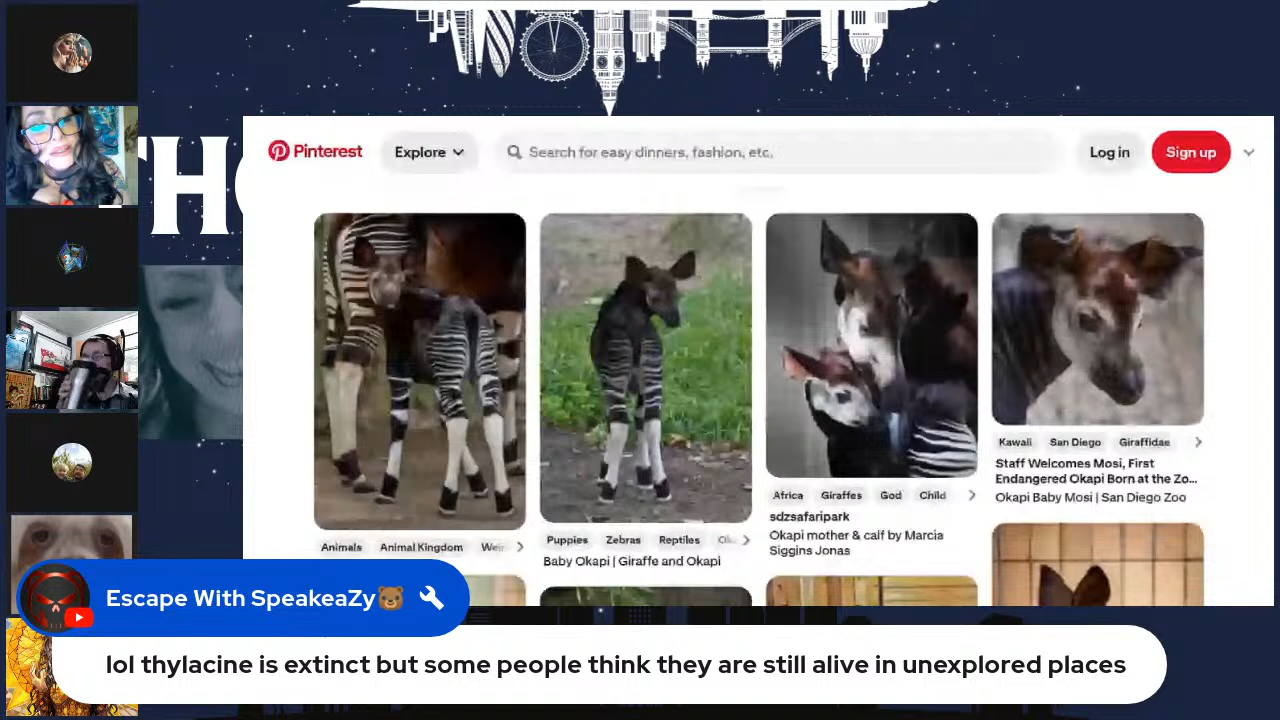 TH
Pinterest
Explore
Search for easy dinners, fashion, etc.
Log in
Sign up
Animals Animal Kingdom
Puppies Zebras Reptiles
Baby Okapi | Giraffe and Okapi
Africa Giraffes God Child
sdzsafaripark
Okapi mother & calf by Marcia
Siggins Jonas
Kawaii San Diego Giraffidae
Staff Welcomes Mosi, First
Endangered Okapi Born at the Zo...
Okapi Baby Mosi | San Diego Zoo
Escape With SpeakeaZy🐻
lol thylacine is extinct but some people think they are still alive in unexplored places